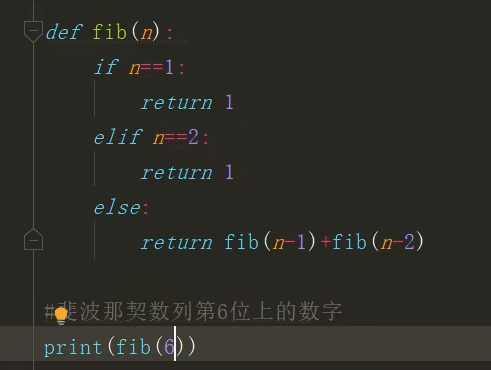 def fib(n):
    if n==1:
        return 1
    elif n==2:
        return 1
    else:
        return fib(n-1)+fib(n-2)
#斐波那契数列第6位上的数字
print(fib(6))